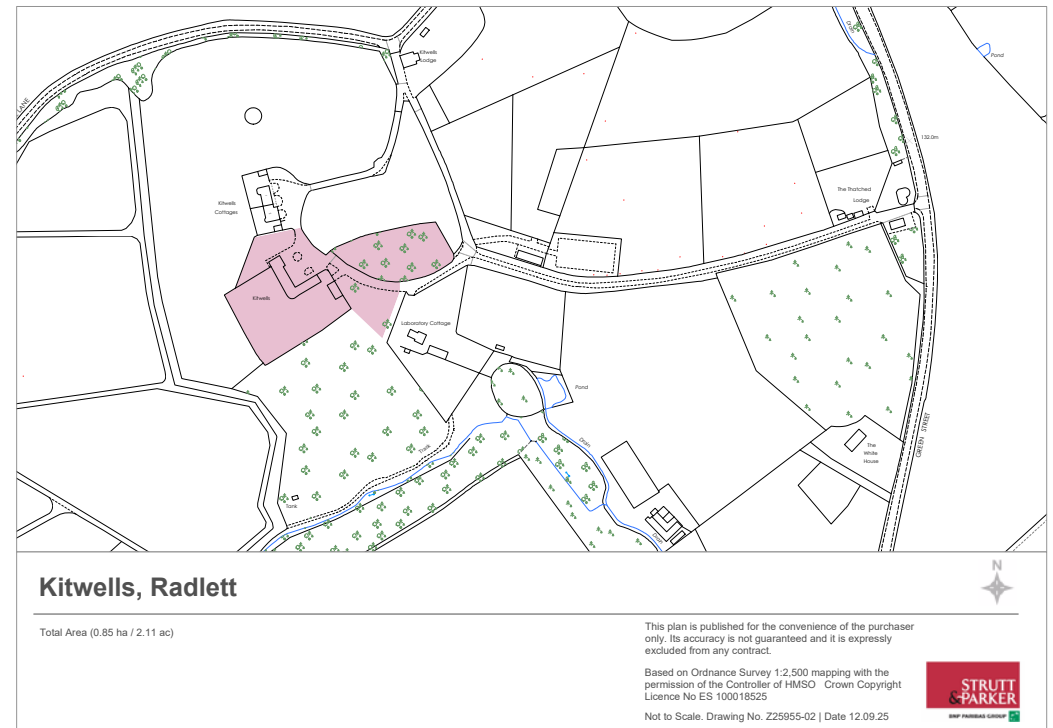 LANE
Kitwells
Lodge
Drain
Pond
132.0m
The Thatched
Lodge
Kitwells
Cottages
Kitwells
Laboratory Cottage
Pond
Drain
GREEN STREET
The
White
House
Track
Tank
Drain
Kitwells, Radlett
N
Total Area (0.85 ha / 2.11 ac)
This plan is published for the convenience of the purchaser
only. Its accuracy is not guaranteed and it is expressly
excluded from any contract.
Based on Ordnance Survey 1:2,500 mapping with the
permission of the Controller of HMSO Crown Copyright
Licence No ES 100018525
Not to Scale. Drawing No. Z25955-02 | Date 12.09.25
STRUTT
&PARKER
BNP PARIBAS GROUP